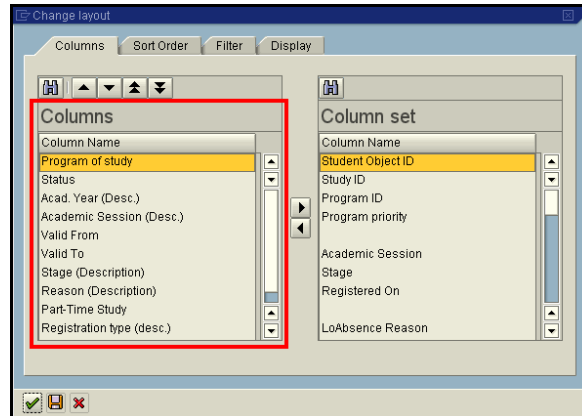 Change layout
Columns
Sort Order
Filter
Display
Columns
Column Name
Program of study
Status
Acad. Year (Desc.)
Academic Session (Desc.)
Valid From
Valid To
Stage (Description)
Reason (Description)
Part-Time Study
Registration type (desc.)
Column set
Column Name
Student Object ID
Study ID
Program ID
Program priority
Academic Session
Stage
Registered On
LoAbsence Reason